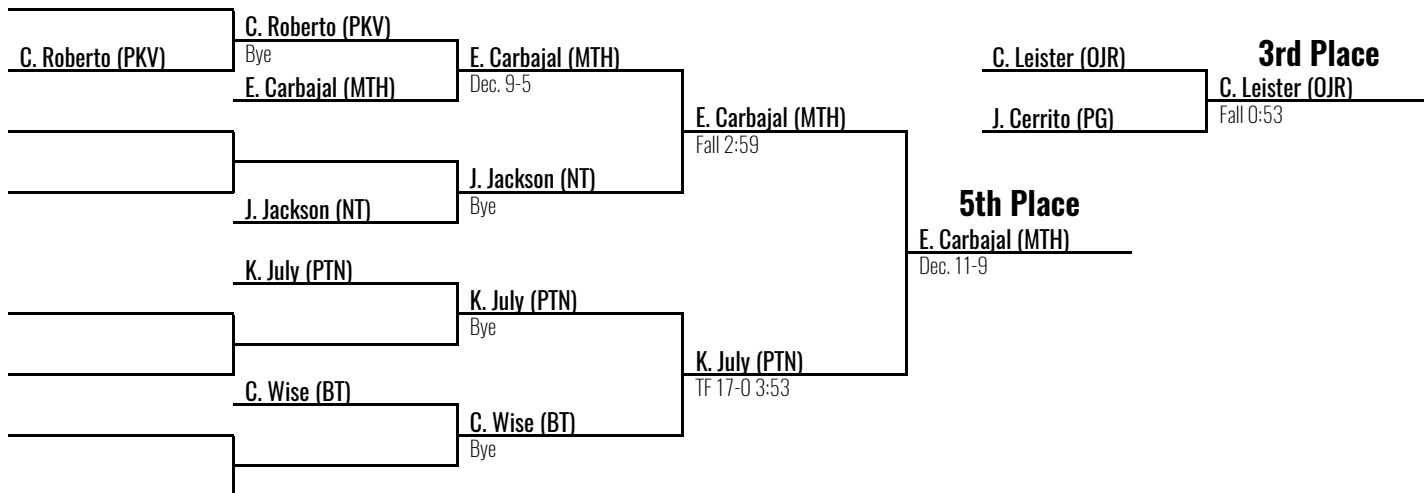 C. Roberto (PKV)
C. Roberto (PKV)
Bye
E. Carbajal (MTH)
E. Carbajal (MTH)
Dec. 9-5
J. Jackson (NT)
J. Jackson (NT)
Bye
E. Carbajal (MTH)
Fall 2:59
K. July (PTN)
K. July (PTN)
Bye
C. Wise (BT)
C. Wise (BT)
Bye
K. July (PTN)
TF 17-0 3:53
5th Place
E. Carbajal (MTH)
Dec. 11-9
C. Leister (OJR)
J. Cerrito (PG)
3rd Place
C. Leister (OJR)
Fall 0:53